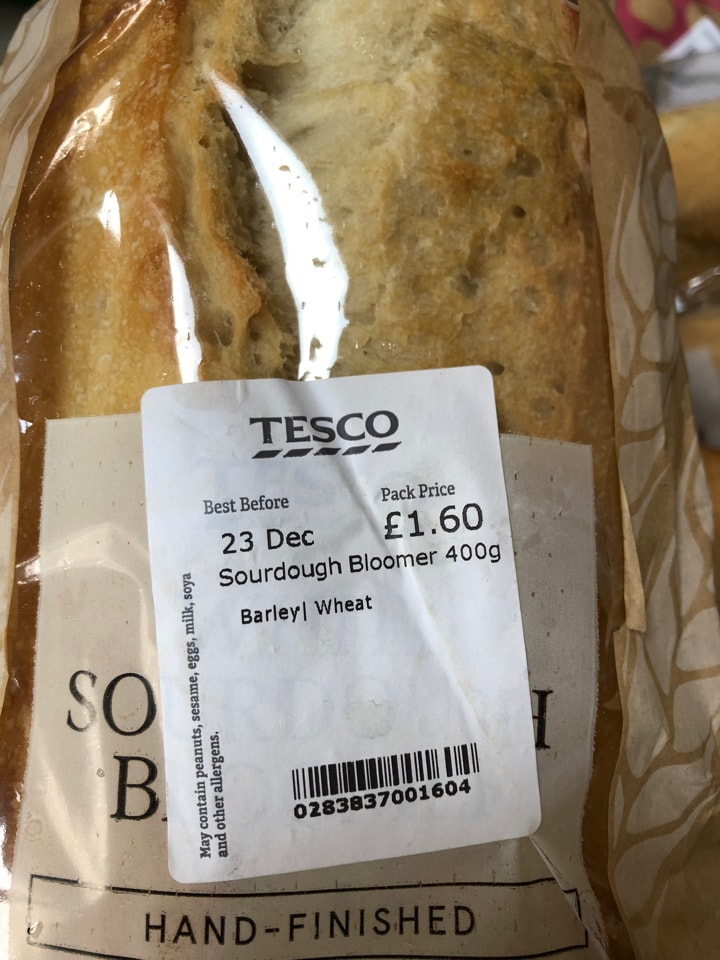 TESCO
Best Before
Pack Price
23 Dec
£1.60
Sourdough Bloomer 400g
Barley| Wheat
May contain peanuts, sesame, eggs, milk, soya
and other allergens.
0283837001604
SO
H
B
HAND-FINISHED